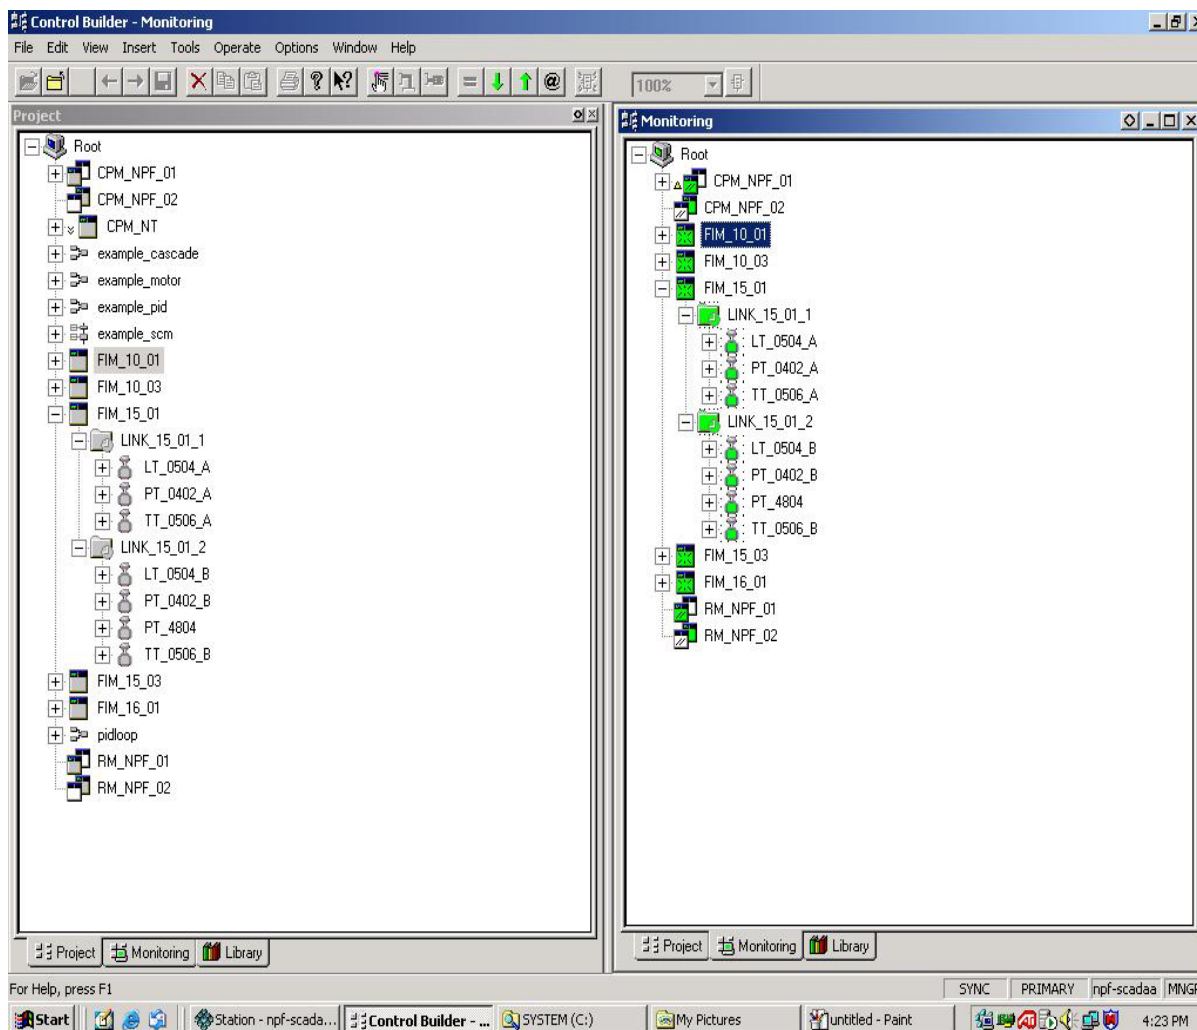 Control Builder - Monitoring
File Edit View Insert Tools Operate Options Window Help
100%
Project
Root
CPM_NPF_01
CPM_NPF_02
CPM_NT
example_cascade
example_motor
example_pid
example_scm
FIM_10_01
FIM_10_03
FIM_15_01
LINK_15_01_1
LT_0504_A
PT_0402_A
TT_0506_A
LINK_15_01_2
LT_0504_B
PT_0402_B
PT_4804
TT_0506_B
FIM_15_03
FIM_16_01
pidloop
RM_NPF_01
RM_NPF_02
Project Monitoring Library
Monitoring
Root
CPM_NPF_01
CPM_NPF_02
FIM_10_01
FIM_10_03
FIM_15_01
LINK_15_01_1
LT_0504_A
PT_0402_A
TT_0506_A
LINK_15_01_2
LT_0504_B
PT_0402_B
PT_4804
TT_0506_B
FIM_15_03
FIM_16_01
RM_NPF_01
RM_NPF_02
Project Monitoring Library
For Help, press F1
SYNC PRIMARY npf-scadaa MNGR
Start Station - npf-scada... Control Builder - ... SYSTEM (C:) My Pictures untitled - Paint 4:23 PM